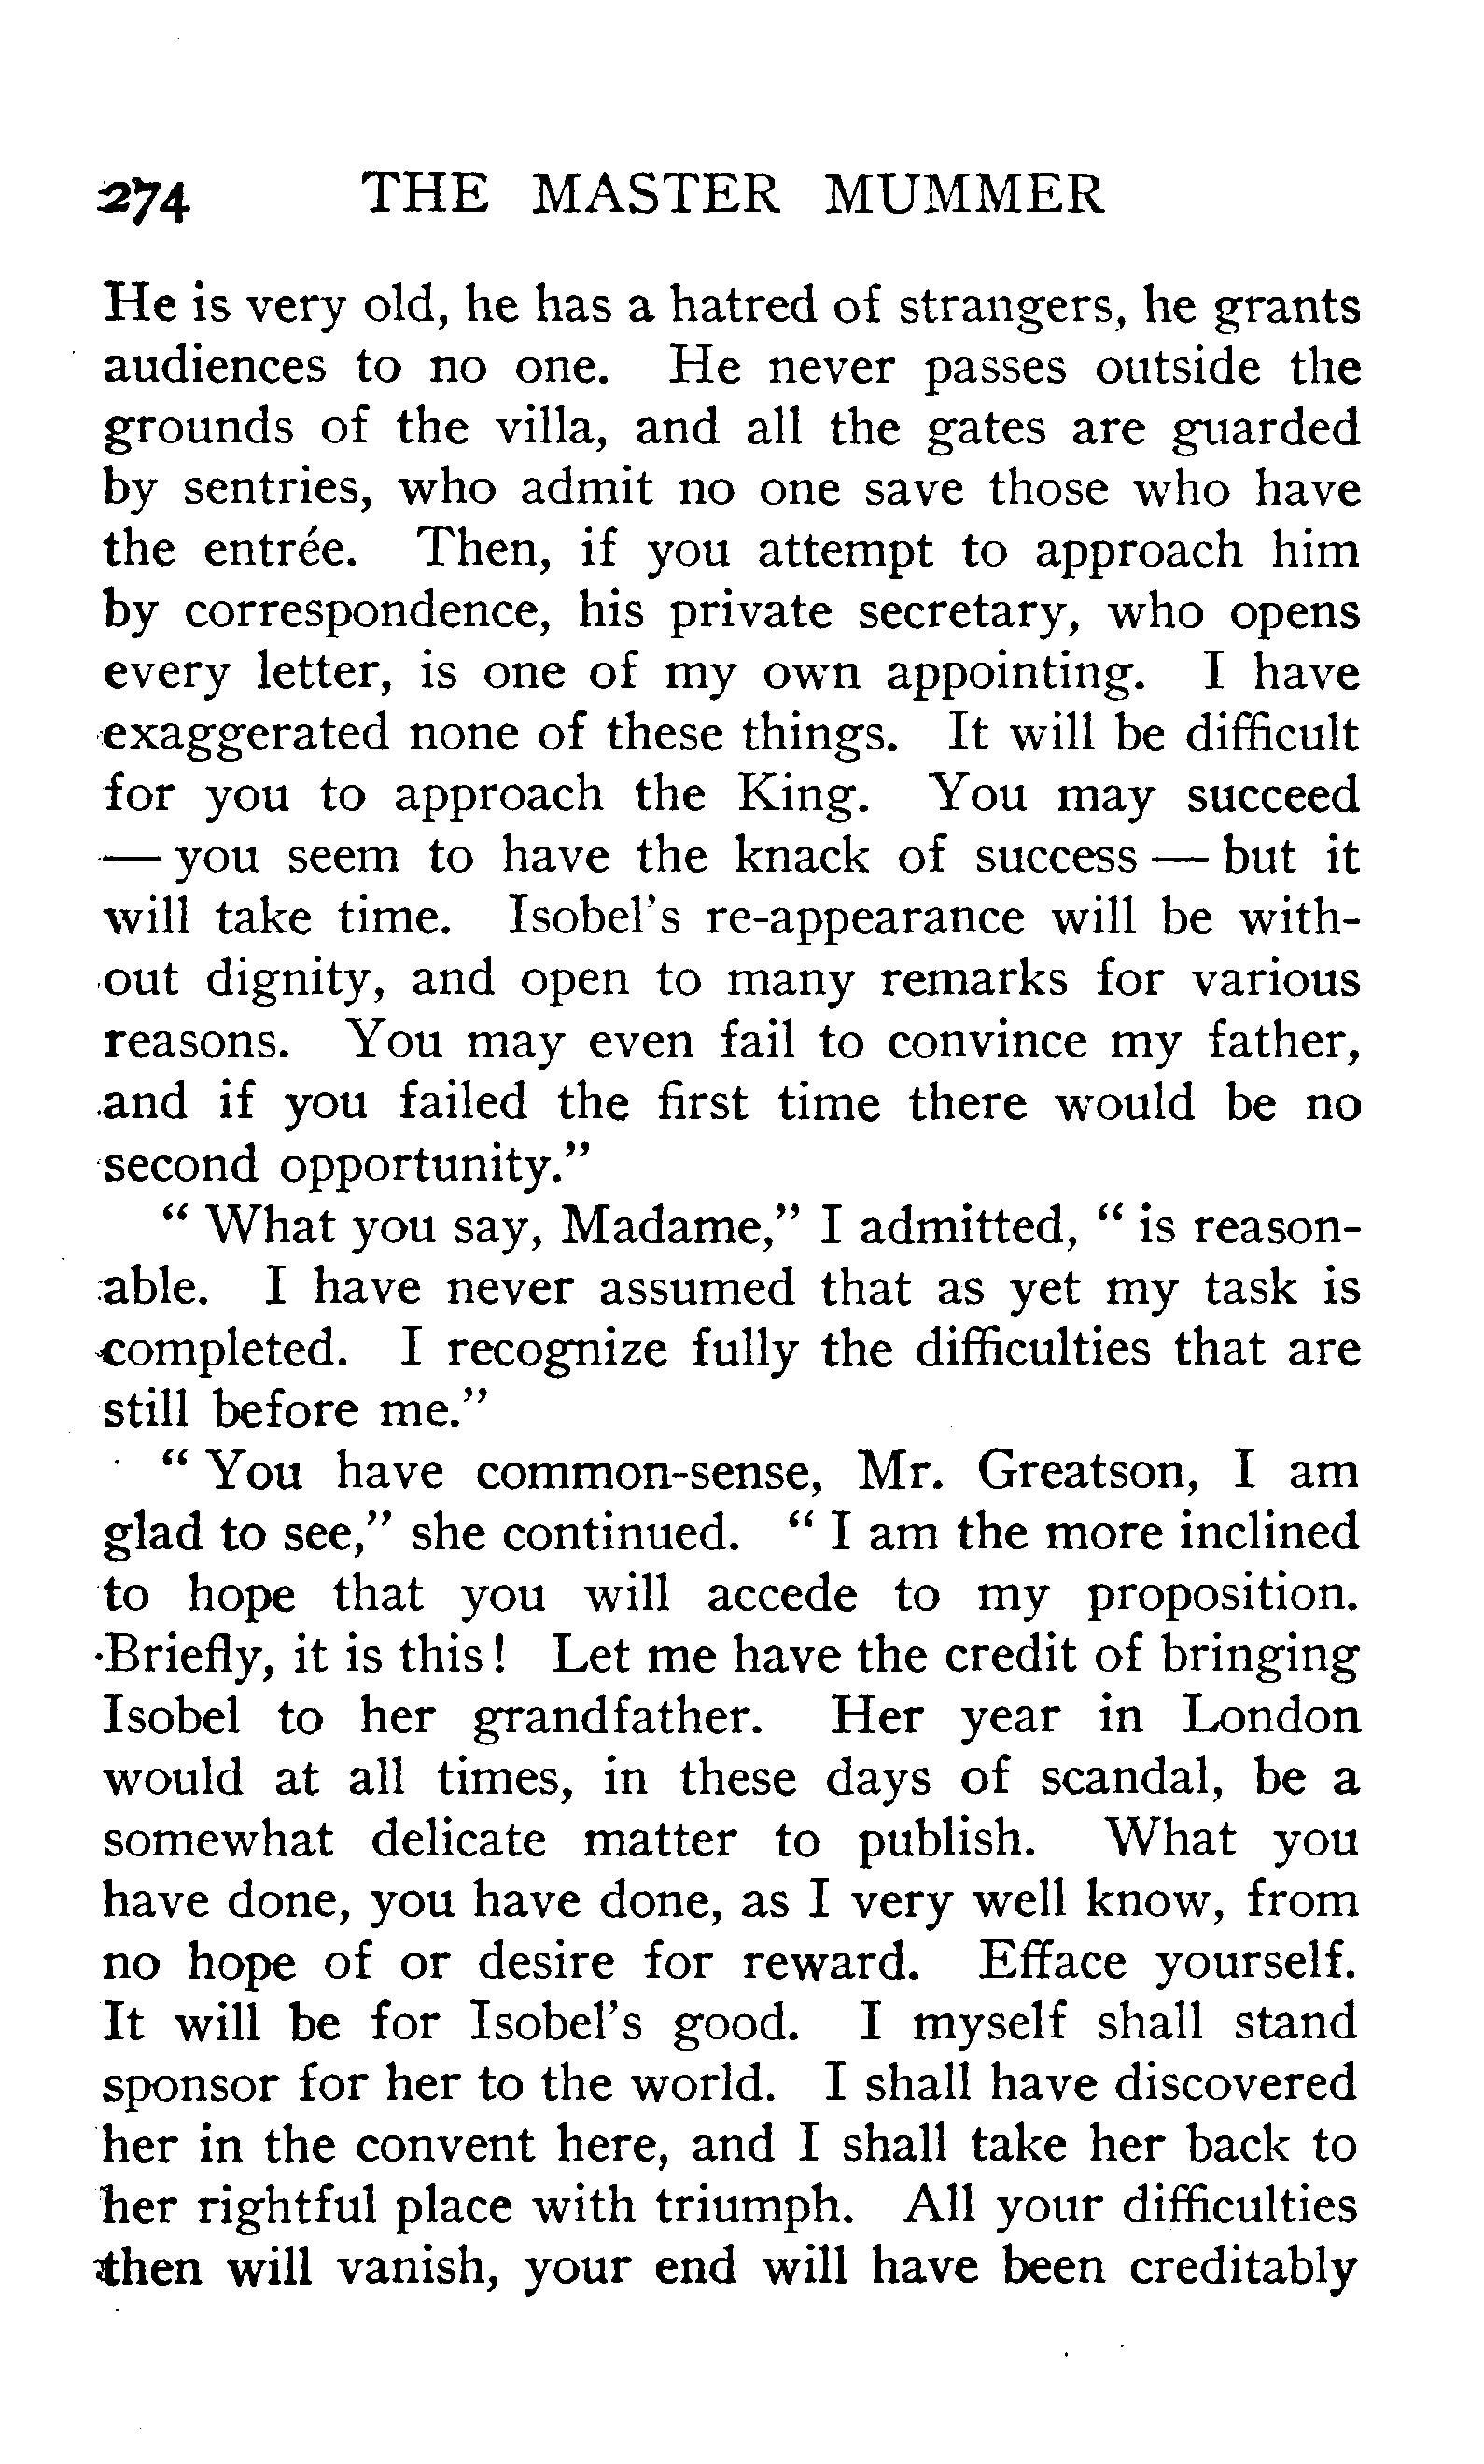 274 THE MASTER MUMMER
He is very old, he has a hatred of strangers, he grants
audiences to no one. He never passes outside the
grounds of the villa, and all the gates are guarded
by sentries, who admit no one save those who have
the entrée. Then, if you attempt to approach him
by correspondence, his private secretary, who opens
every letter, is one of my own appointing. I have
exaggerated none of these things. It will be difficult
for you to approach the King. You may succeed
— you seem to have the knack of success — but it
will take time. Isobel's re-appearance will be with-
out dignity, and open to many remarks for various
reasons. You may even fail to convince my father,
and if you failed the first time there would be no
second opportunity."
" What you say, Madame," I admitted, " is reason-
able. I have never assumed that as yet my task is
completed. I recognize fully the difficulties that are
still before me."
" You have common-sense, Mr. Greatson, I am
glad to see," she continued. " I am the more inclined
to hope that you will accede to my proposition.
Briefly, it is this! Let me have the credit of bringing
Isobel to her grandfather. Her year in London
would at all times, in these days of scandal, be a
somewhat delicate matter to publish. What you
have done, you have done, as I very well know, from
no hope of or desire for reward. Efface yourself.
It will be for Isobel's good. I myself shall stand
sponsor for her to the world. I shall have discovered
her in the convent here, and I shall take her back to
her rightful place with triumph. All your difficulties
then will vanish, your end will have been creditably